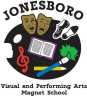 JONESBORO
Visual and Performing Arts
Magnet School